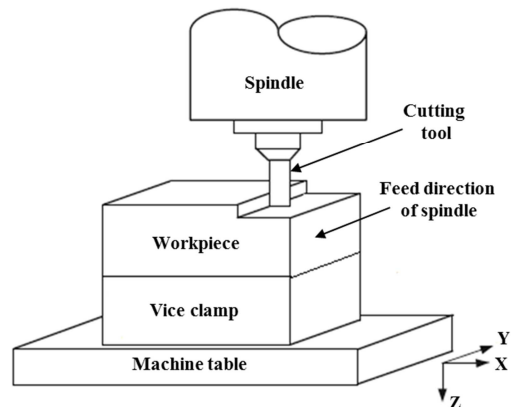 Spindle
Cutting
tool
Feed direction
of spindle
Workpiece
Vice clamp
Machine table
Y
X
Z